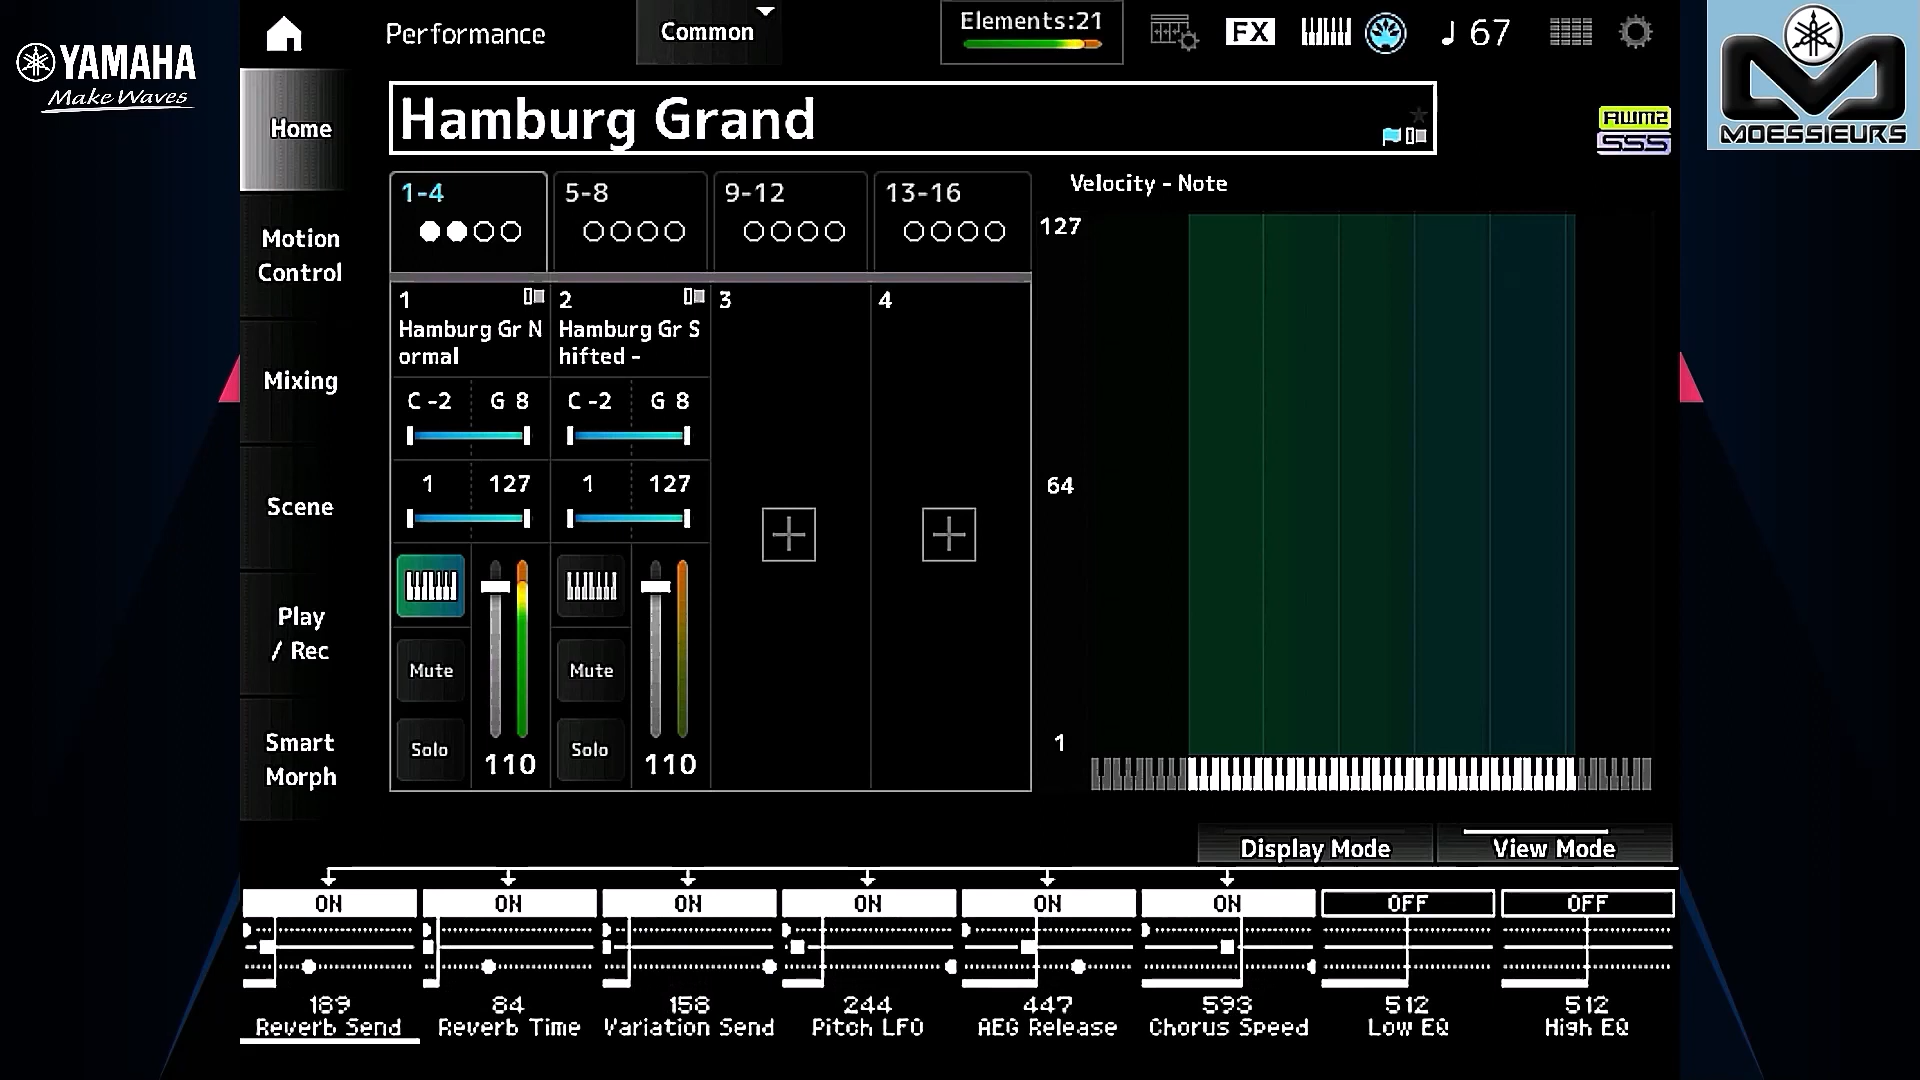 YAMAHA
Make Waves
Performance
Common
Elements:21
FX
♩ 67
MOESSIEURS
Home
Hamburg Grand
AWM2
SSS
Motion
Control
Mixing
Scene
Play
/ Rec
Smart
Morph
1-4
5-8
9-12
13-16
1
Hamburg Gr N
ormal
C -2
G 8
1
127
Mute
Solo
110
2
Hamburg Gr S
hifted -
C -2
G 8
1
127
Mute
Solo
110
3
4
Velocity - Note
127
64
1
Display Mode
View Mode
ON
ON
ON
ON
ON
ON
OFF
OFF
189
84
158
244
447
593
512
512
Reverb Send
Reverb Time
Variation Send
Pitch LFO
AEG Release
Chorus Speed
Low EQ
High EQ